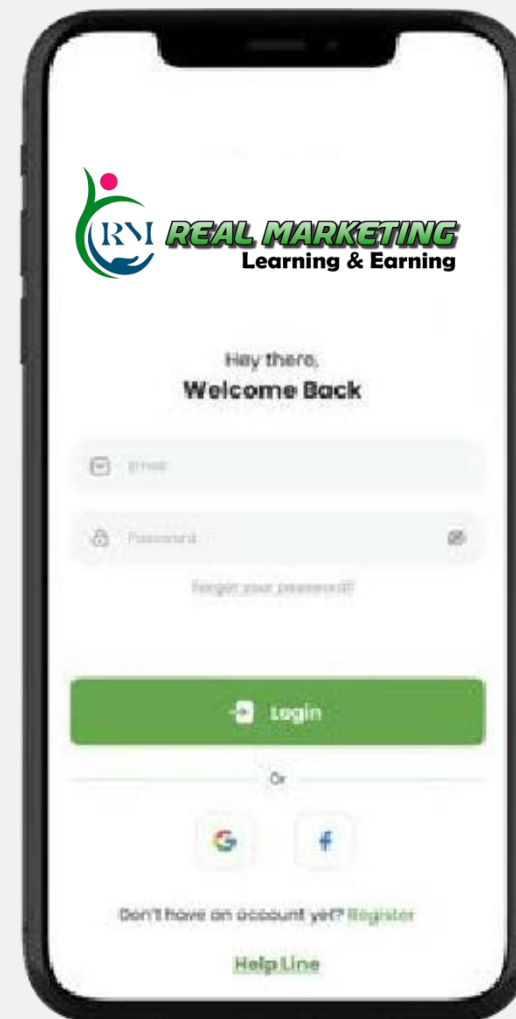 RM REAL MARKETING
Learning & Earning
Hey there,
Welcome Back
Email
Password
Forgot your password?
Login
Or
G f
Don't have an account yet? Register
Help Line